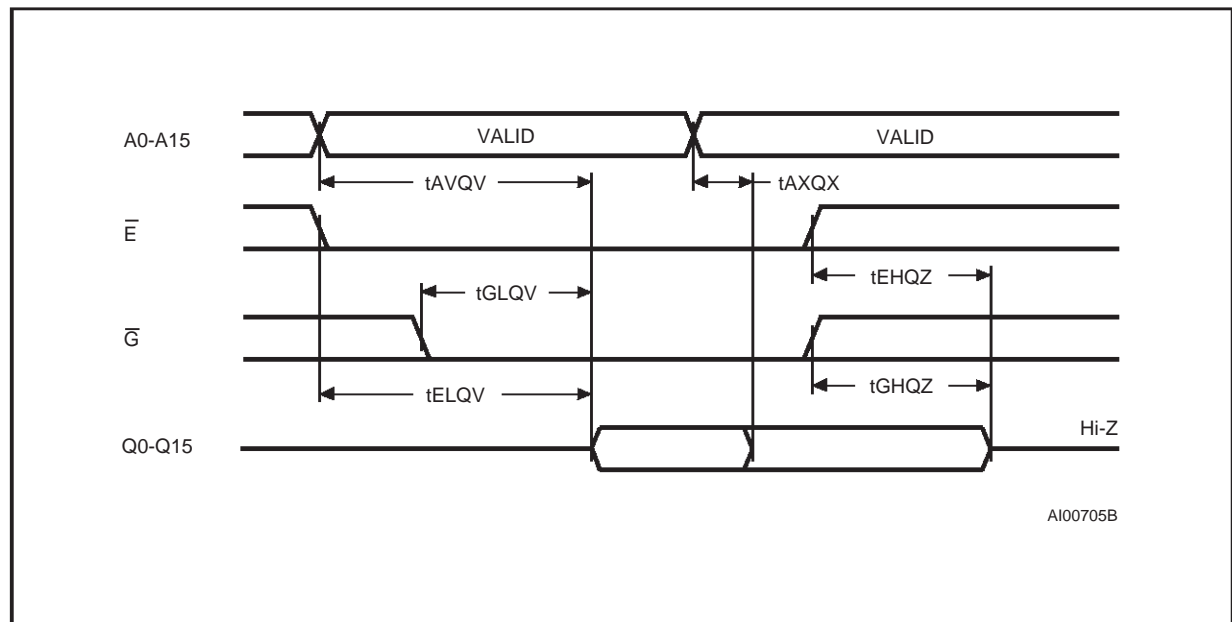 A0-A15
VALID
VALID
tAVQV
tAXQX
E̅
tEHQZ
tGLQV
G̅
tELQV
tGHQZ
Q0-Q15
Hi-Z
AI00705B